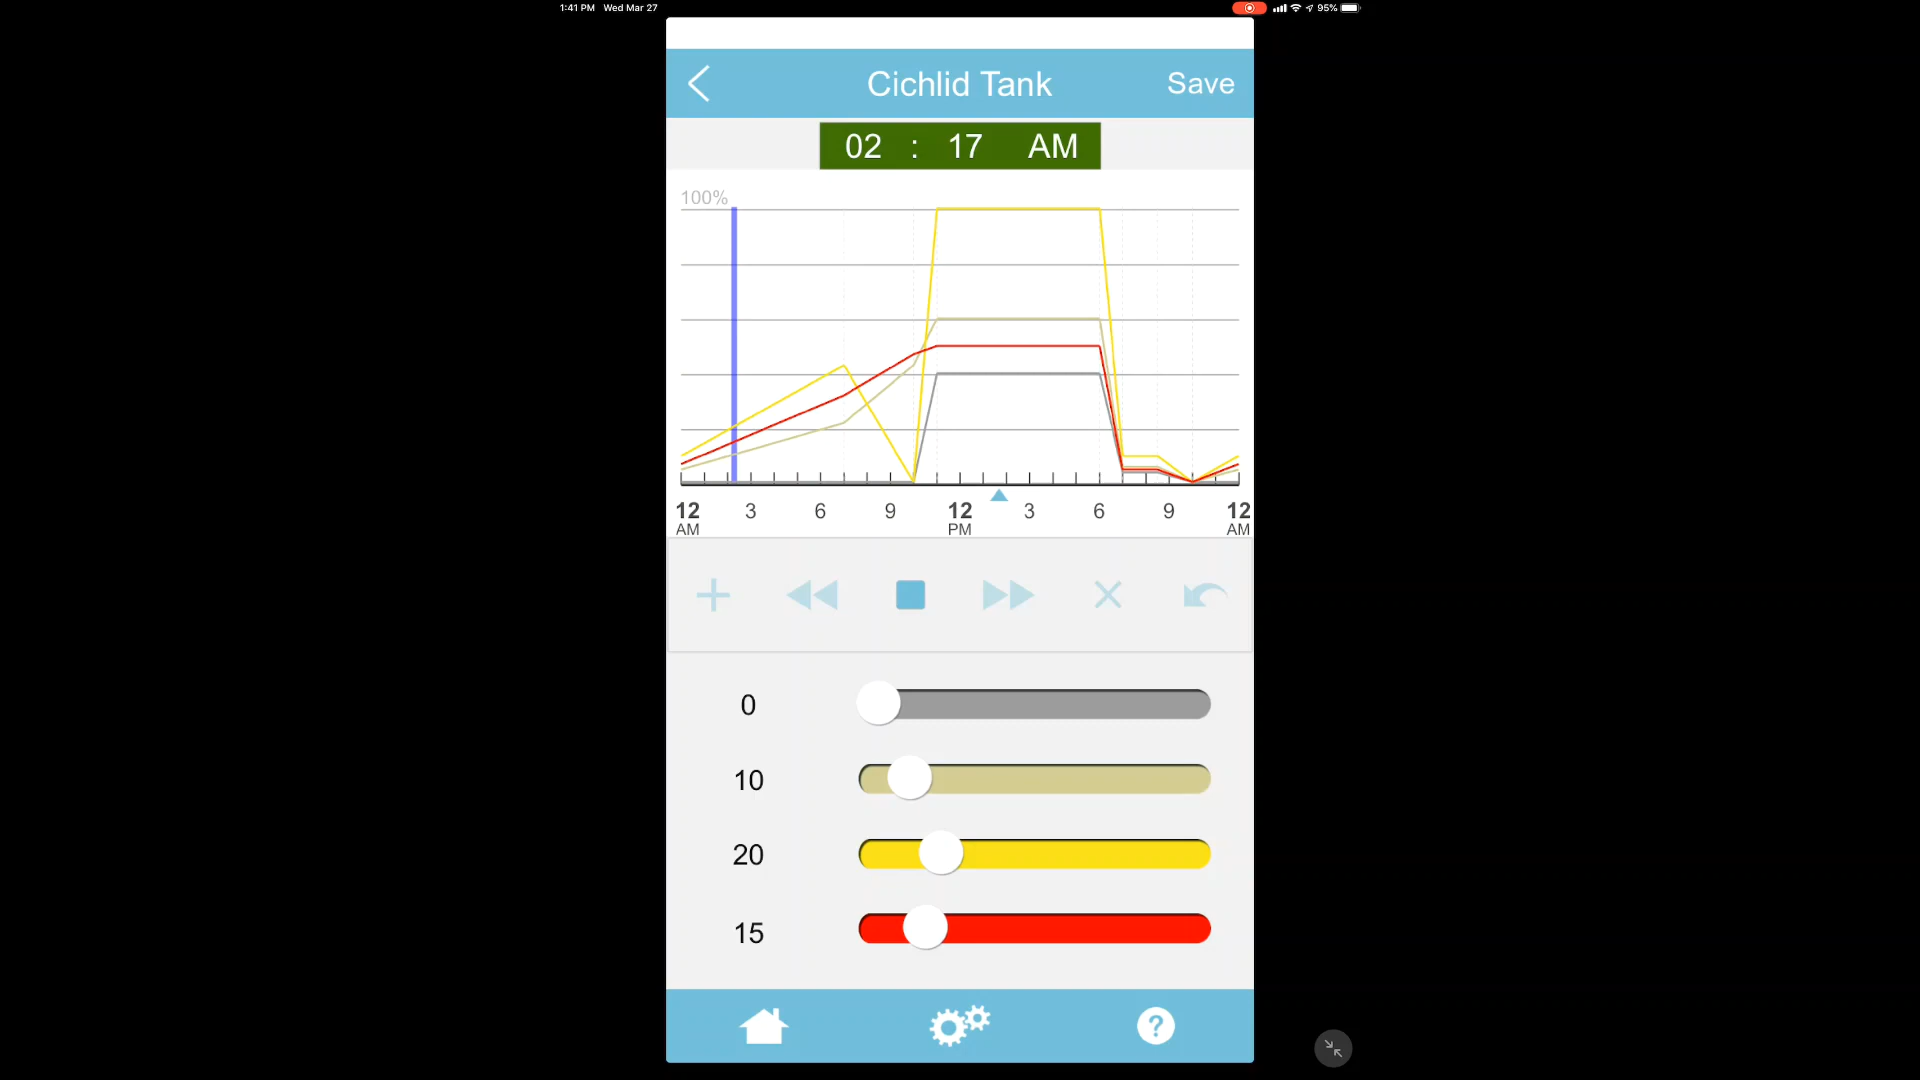 1:41 PM Wed Mar 27
95%
Cichlid Tank
Save
02 : 17 AM
100%
12 3 6 9 12 3 6 9 12
AM PM AM
0
10
20
15
?